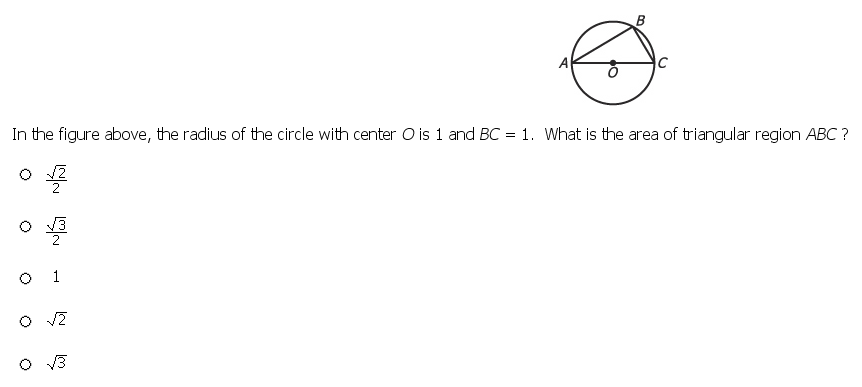 B
A
C
O
In the figure above, the radius of the circle with center O is 1 and BC = 1. What is the area of triangular region ABC ?
√2/2
√3/2
1
√2
√3